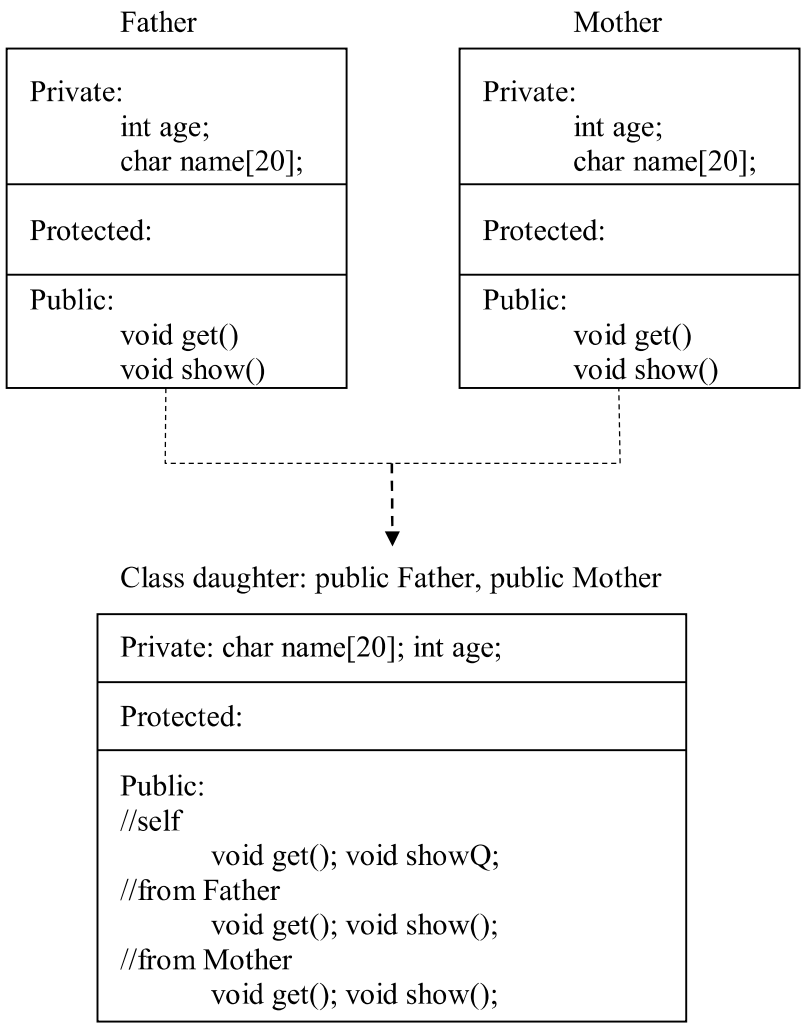 Father
Private:
int age;
char name[20];
Protected:
Public:
void get()
void show()
Mother
Private:
int age;
char name[20];
Protected:
Public:
void get()
void show()
Class daughter: public Father, public Mother
Private: char name[20]; int age;
Protected:
Public:
//self
void get(); void showQ;
//from Father
void get(); void show();
//from Mother
void get(); void show();